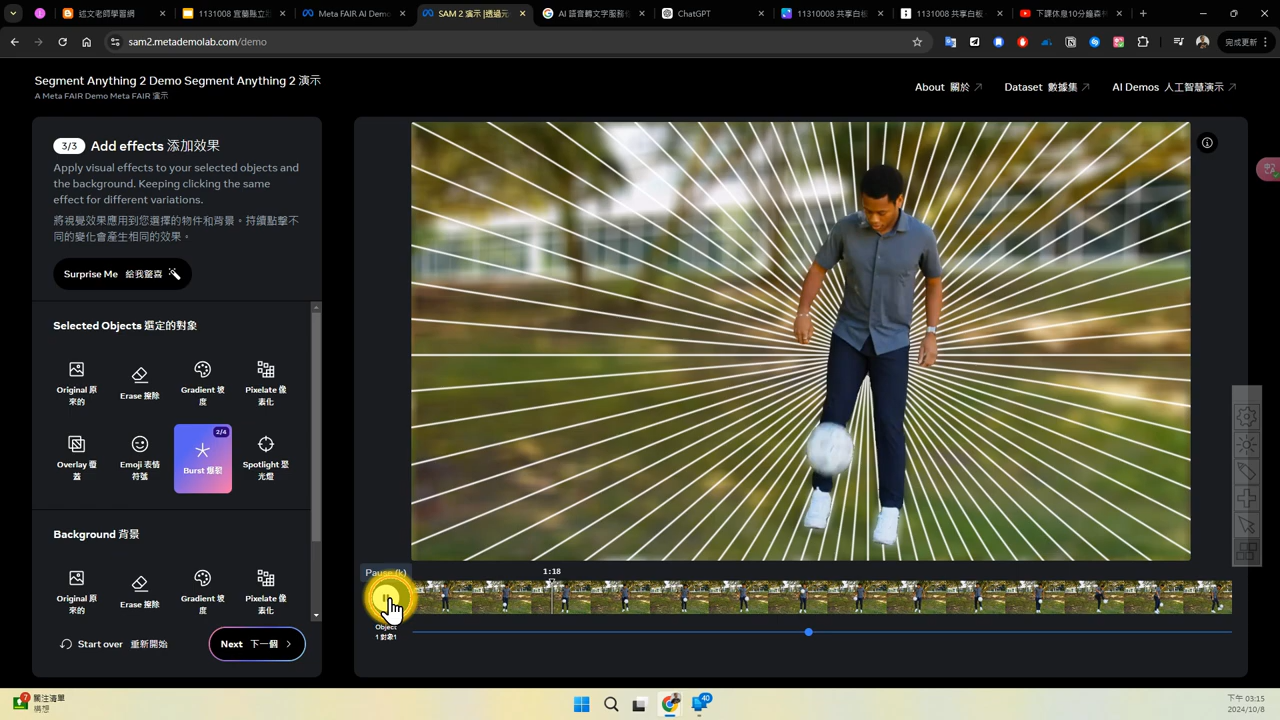 述文老師學習網
1131008 宜蘭縣立
Meta FAIR AI Demo
SAM 2 演示 |透過元
AI 語音轉文字服務
ChatGPT
11310008 共享白板
1131008 共享白板
下課休息10分鐘森林
sam2.metademolab.com/demo
完成更新
Segment Anything 2 Demo Segment Anything 2 演示
A Meta FAIR Demo Meta FAIR 演示
About 關於
Dataset 數據集
AI Demos 人工智慧演示
3/3 Add effects 添加效果
Apply visual effects to your selected objects and
the background. Keeping clicking the same
effect for different variations.
將視覺效果應用到您選擇的物件和背景。持續點擊不
同的變化會產生相同的效果。
Surprise Me 給我驚喜
Selected Objects 選定的對象
Original 原
來的
Erase 擦除
Gradient 坡
度
Pixelate 像
素化
Overlay 覆
蓋
Emoji 表情
符號
2/4
Burst 爆發
Spotlight 聚
光燈
Background 背景
Original 原
來的
Erase 擦除
Gradient 坡
度
Pixelate 像
素化
Start over 重新開始
Next 下一個
Pause (k)
1:18
Object
1 對象1
7
關注清單
構想
40
下午 03:15
2024/10/8